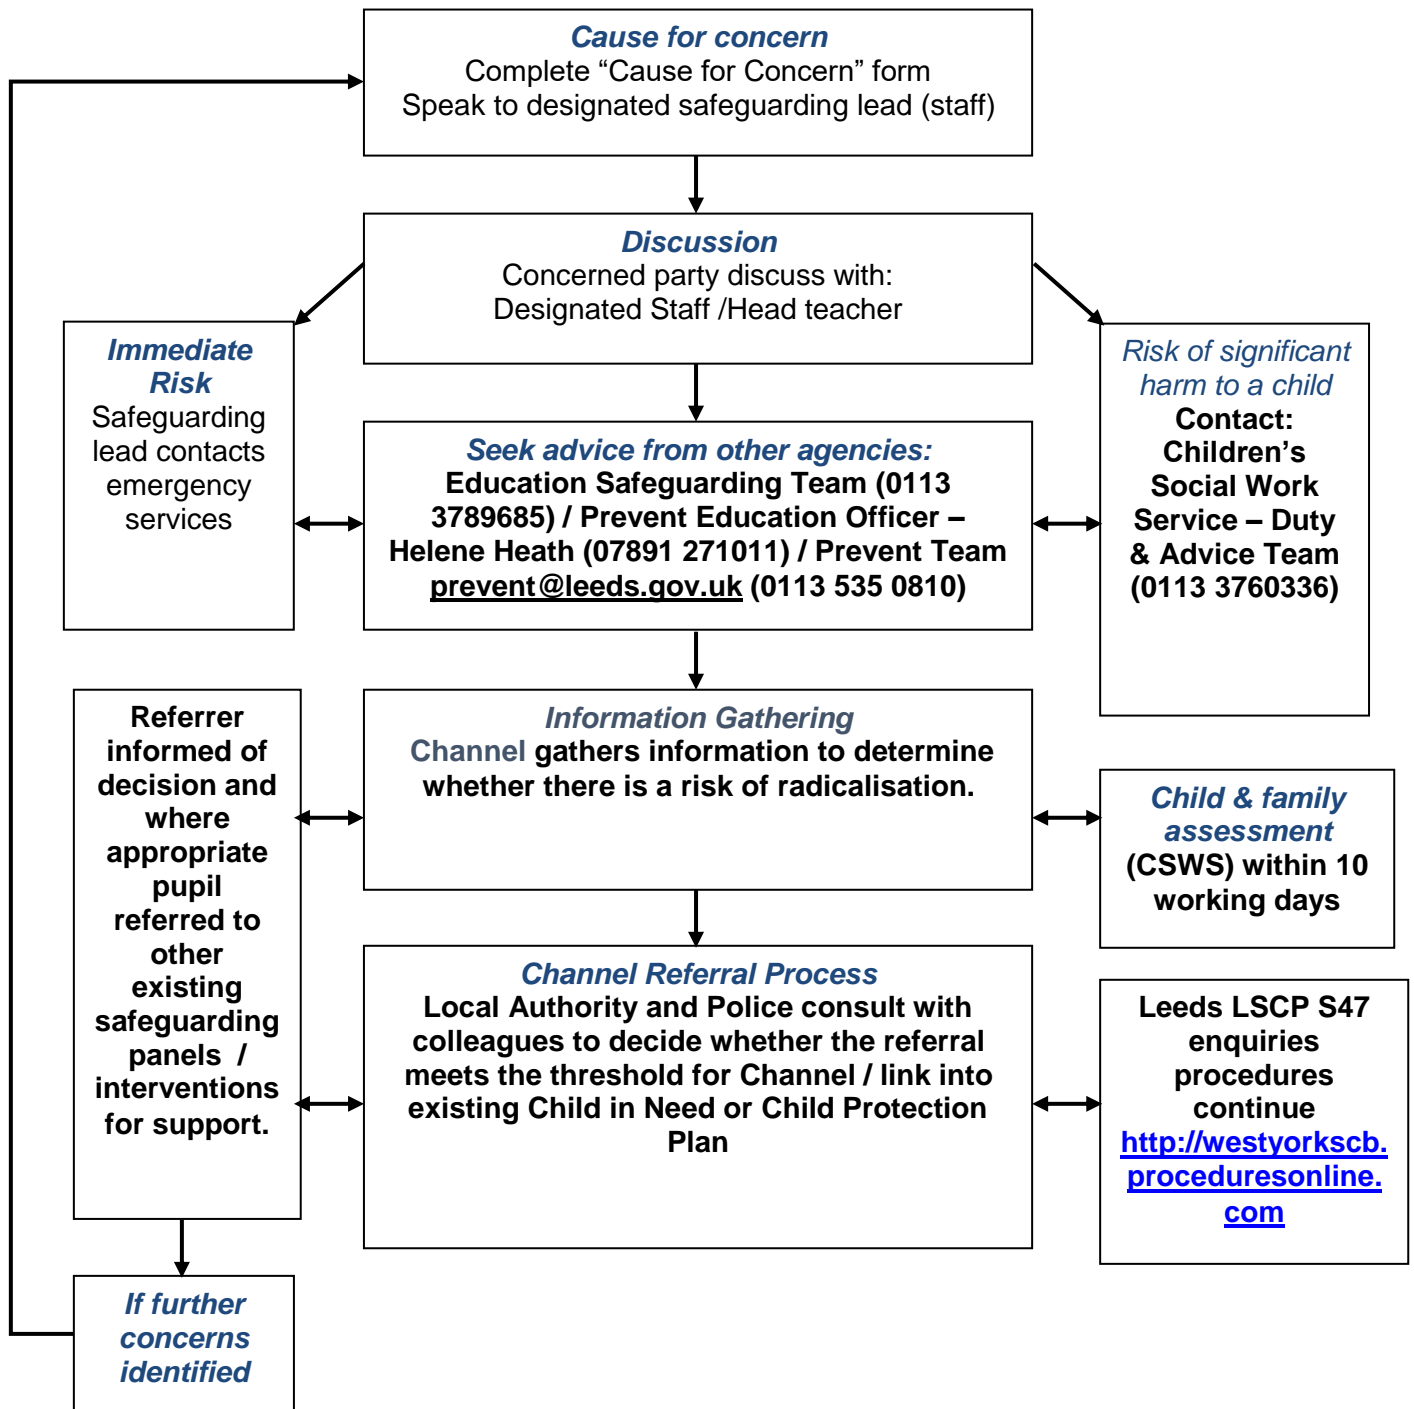 Cause for concern
Complete “Cause for Concern” form
Speak to designated safeguarding lead (staff)
Discussion
Concerned party discuss with:
Designated Staff /Head teacher
Immediate
Risk
Safeguarding
lead contacts
emergency
services
Seek advice from other agencies:
Education Safeguarding Team (0113
3789685) / Prevent Education Officer –
Helene Heath (07891 271011) / Prevent Team
prevent@leeds.gov.uk (0113 535 0810)
Risk of significant
harm to a child
Contact:
Children’s
Social Work
Service – Duty
& Advice Team
(0113 3760336)
Referrer
informed of
decision and
where
appropriate
pupil
referred to
other
existing
safeguarding
panels /
interventions
for support.
Information Gathering
Channel gathers information to determine
whether there is a risk of radicalisation.
Child & family
assessment
(CSWS) within 10
working days
Channel Referral Process
Local Authority and Police consult with
colleagues to decide whether the referral
meets the threshold for Channel / link into
existing Child in Need or Child Protection
Plan
Leeds LSCP S47
enquiries
procedures
continue
http://westyorkscb.
proceduresonline.
com
If further
concerns
identified